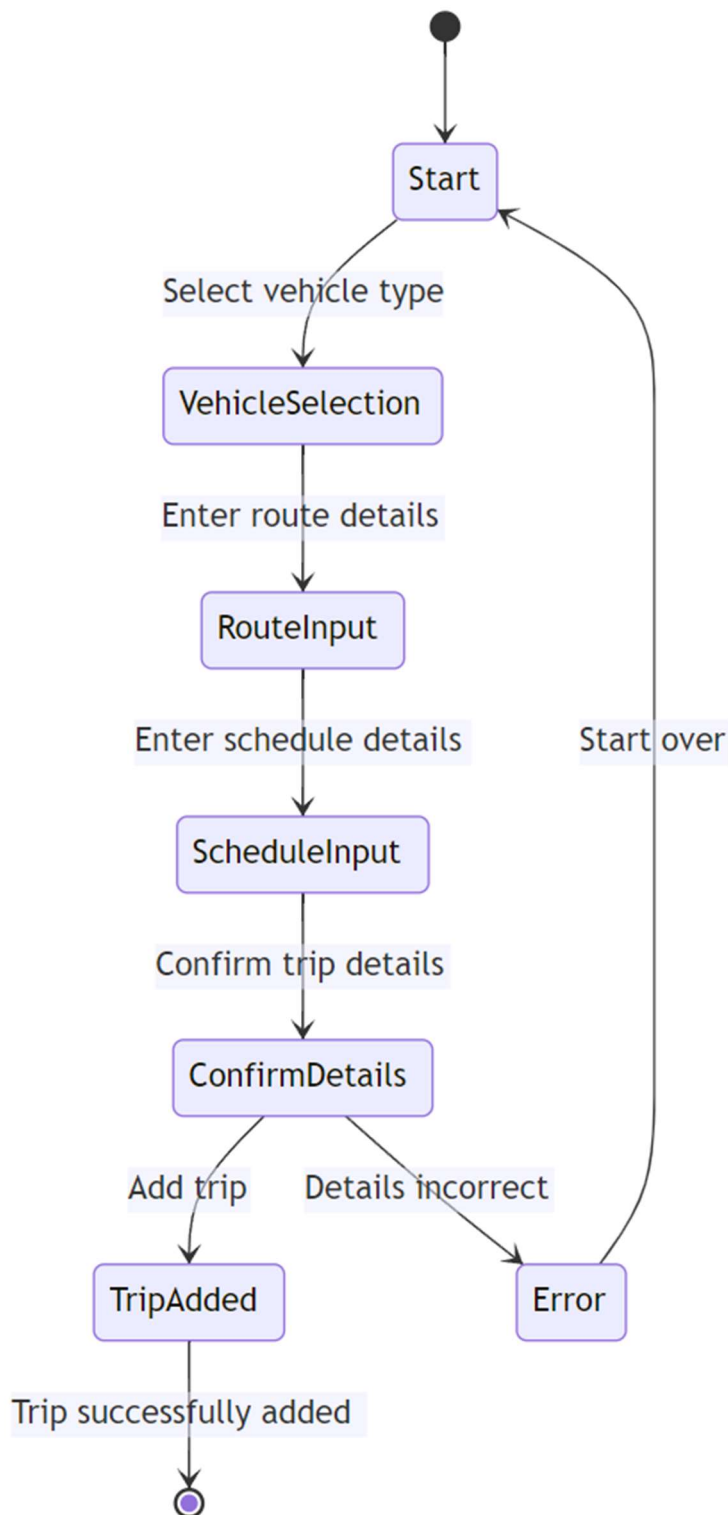 Start
Select vehicle type
VehicleSelection
Enter route details
RouteInput
Enter schedule details
Start over
ScheduleInput
Confirm trip details
ConfirmDetails
Add trip
Details incorrect
TripAdded
Error
Trip successfully added